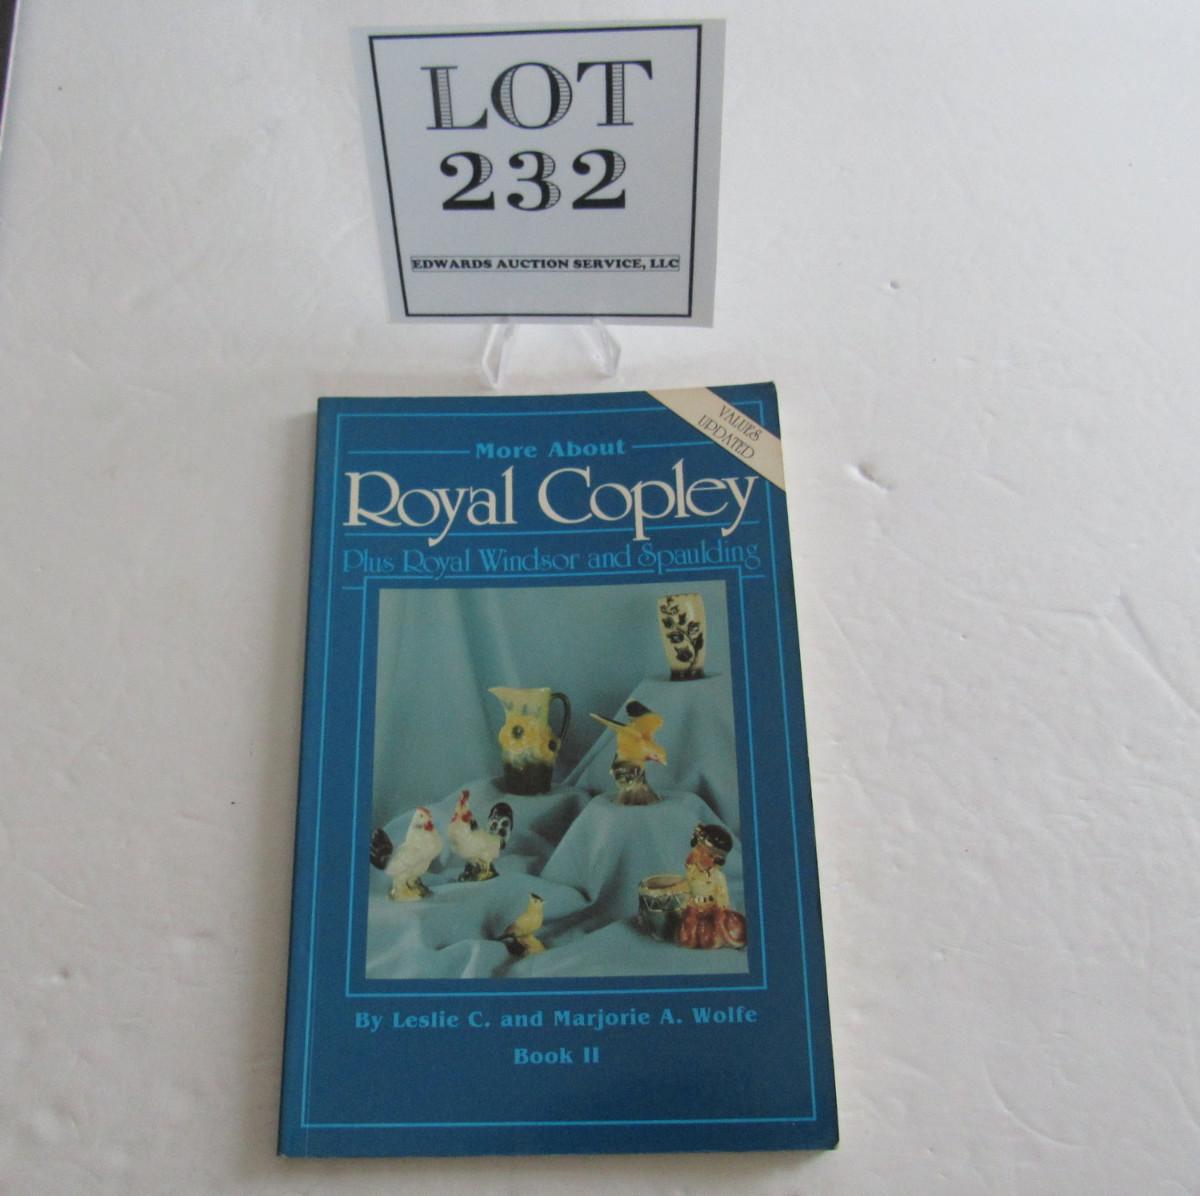 LOT
232
EDWARDS AUCTION SERVICE, LLC
VALUES
UPDATED
More About
Royal Copley
Plus Royal Windsor and Spaulding
By Leslie C. and Marjorie A. Wolfe
Book II